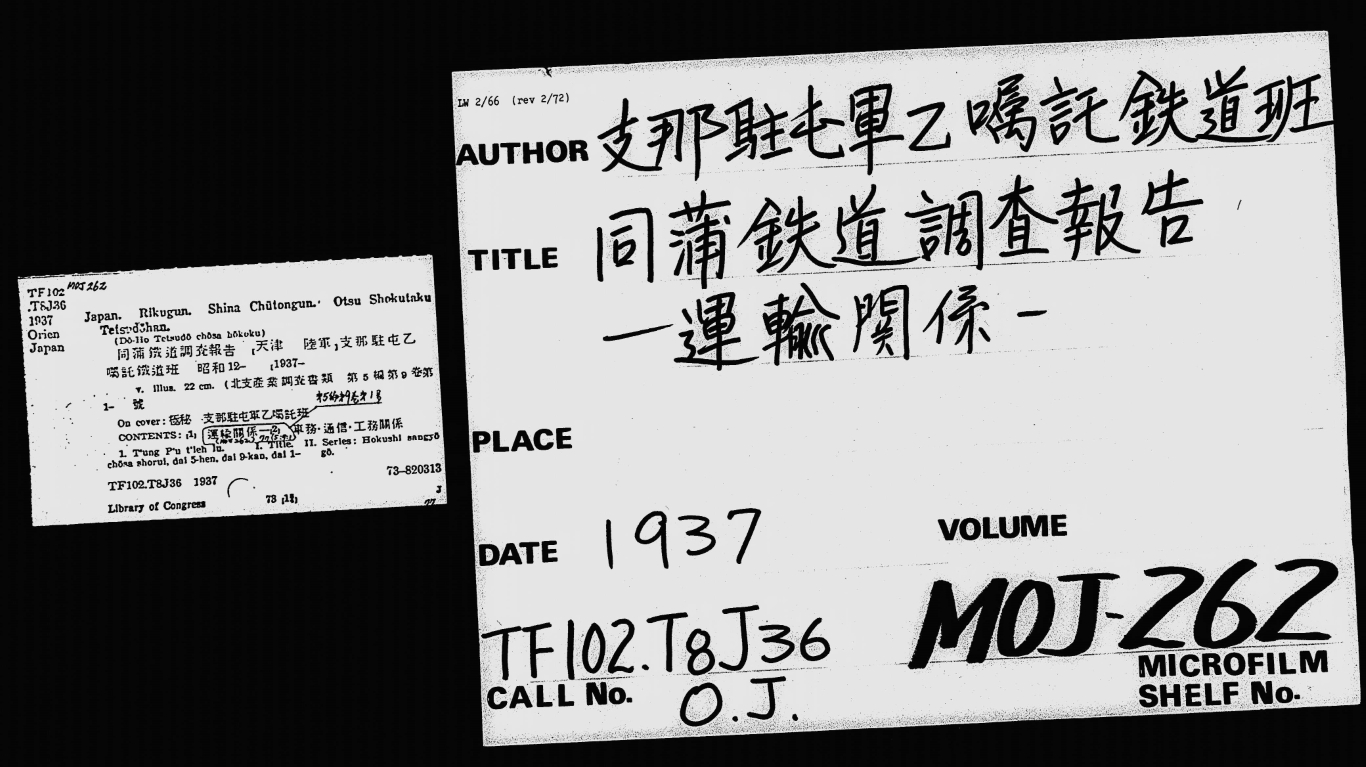 TF102 MOJ 262
.T8J36
1937
Orien
Japan
Japan. Rikugun. Shina Chūtongun. Otsu Shokutaku
Tetsudōhan.
(Dō-Ho Tetsudō chōsa hōkoku)
同蒲鐵道調査報告 [天津 陸軍]支那駐屯乙
嘱託鐵道班 昭和12- [1937-
v. illus. 22 cm. (北支産業調査書類 第5編第9巻第
1- 號
On cover: 極秘 支那駐屯軍乙嘱託班
CONTENTS: [1] 運輸関係 車務・通信・工務関係
1. T'ung P'u t'ieh lu. I. Title. II. Series: Hokushi sangyō
chōsa shorui, dai 5-hen, dai 9-kan, dai 1- gō.
TF102.T8J36 1937
73–820313
Library of Congress 73 [12]
J
LW 2/66 (rev 2/72)
AUTHOR 支那駐屯軍乙嘱託鉄道班
TITLE 同蒲鉄道調査報告
一運輸関係-
PLACE
DATE 1937 VOLUME
TF102.T8J36 MOJ-262
CALL No. O.J. MICROFILM
SHELF No.